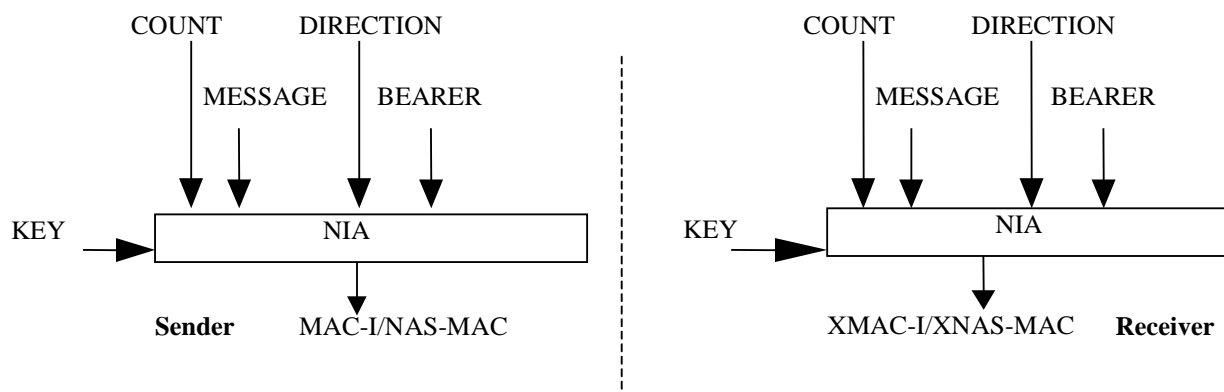 COUNT DIRECTION
MESSAGE BEARER
KEY NIA
Sender MAC-I/NAS-MAC
COUNT DIRECTION
MESSAGE BEARER
KEY NIA
XMAC-I/XNAS-MAC Receiver